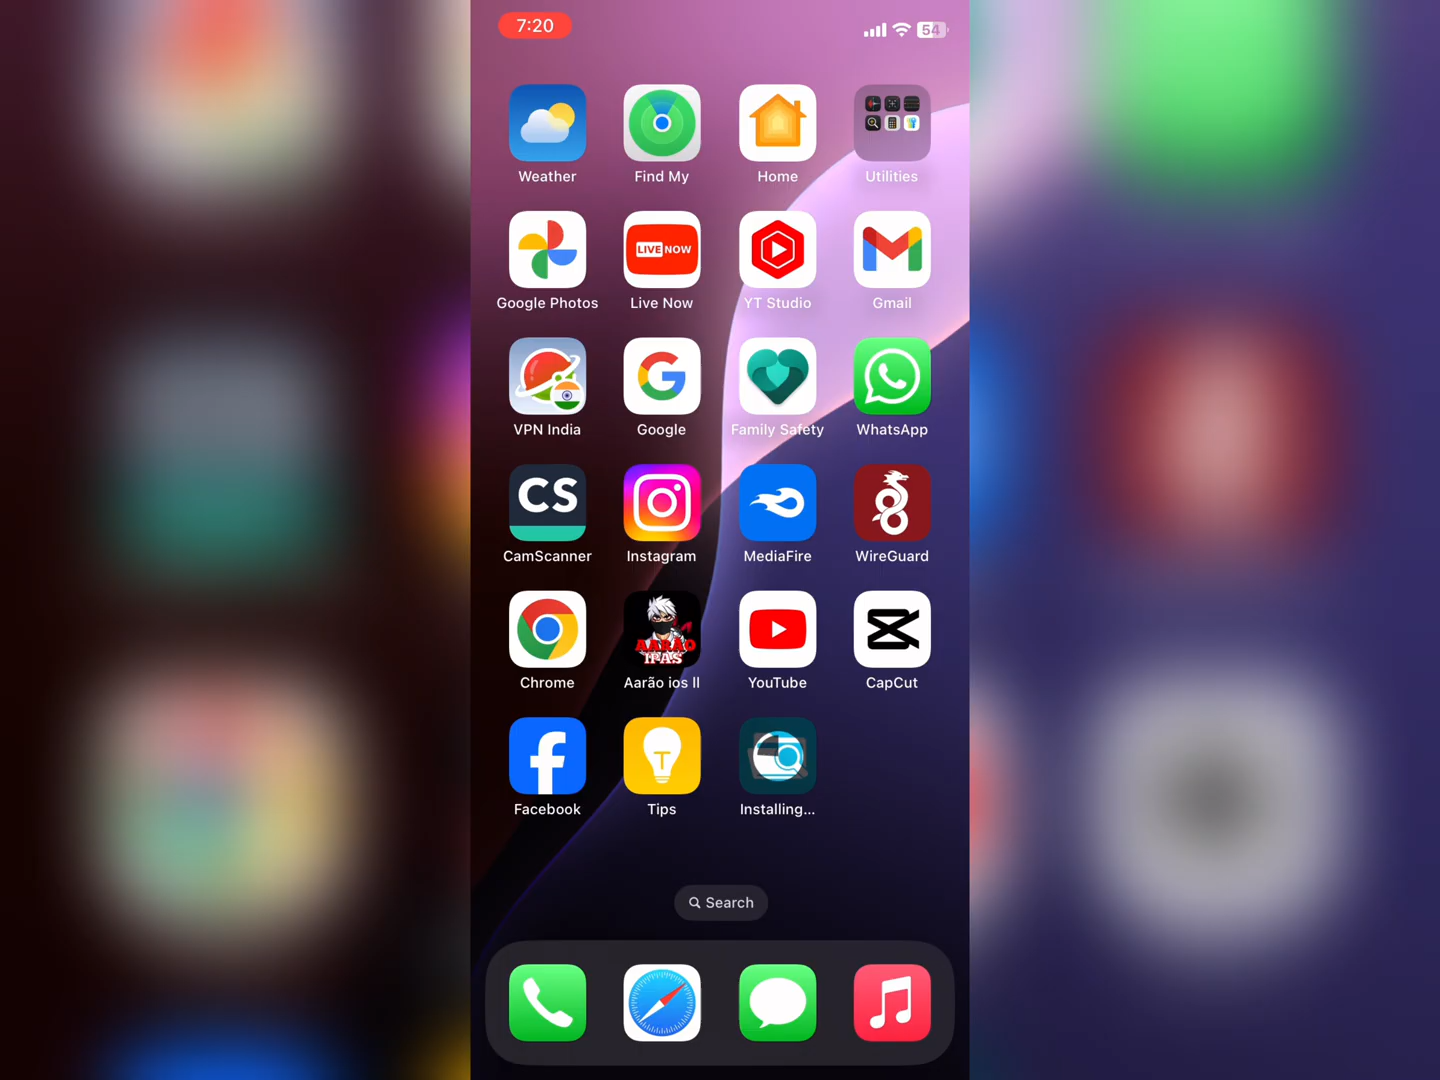 7:20
54
Weather
Find My
Home
Utilities
LIVE NOW
Google Photos
Live Now
YT Studio
Gmail
VPN India
Google
Family Safety
WhatsApp
CS
CamScanner
Instagram
MediaFire
WireGuard
AARÃO
IPAS
Chrome
Aarão ios II
YouTube
CapCut
T
Facebook
Tips
Installing...
Search